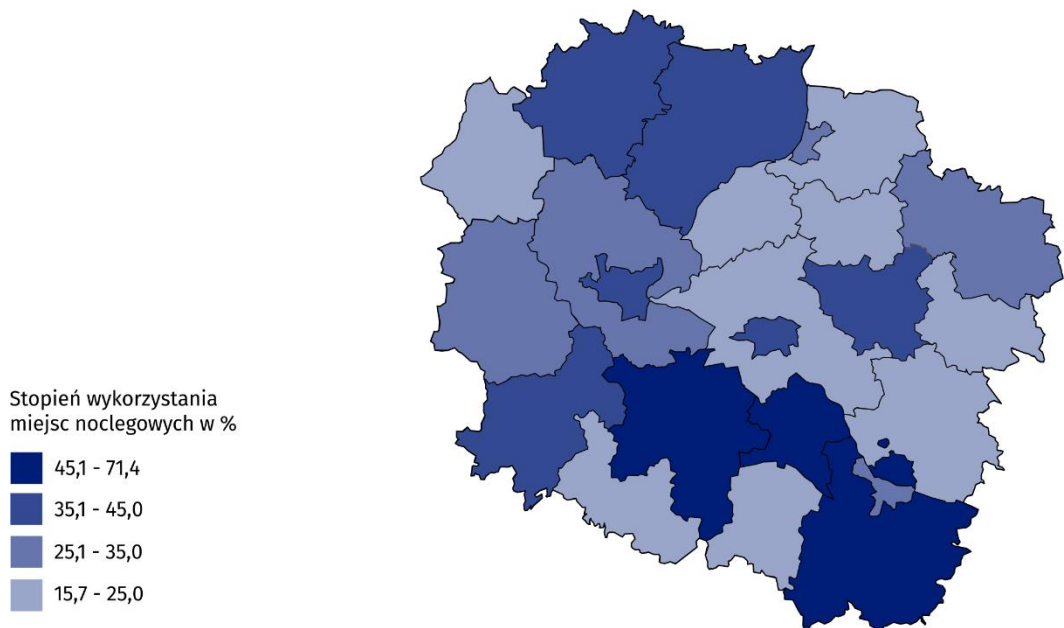 Stopień wykorzystania
miejsc noclegowych w %
45,1 - 71,4
35,1 - 45,0
25,1 - 35,0
15,7 - 25,0